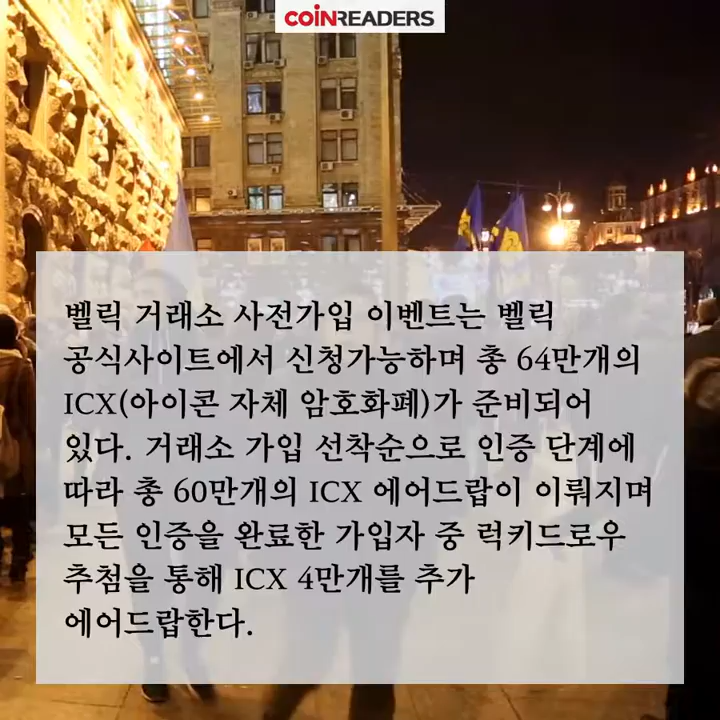 COINREADERS
벨릭 거래소 사전가입 이벤트는 벨릭
공식사이트에서 신청가능하며 총 64만개의
ICX(아이콘 자체 암호화폐)가 준비되어
있다. 거래소 가입 선착순으로 인증 단계에
따라 총 60만개의 ICX 에어드랍이 이뤄지며
모든 인증을 완료한 가입자 중 럭키드로우
추첨을 통해 ICX 4만개를 추가
에어드랍한다.